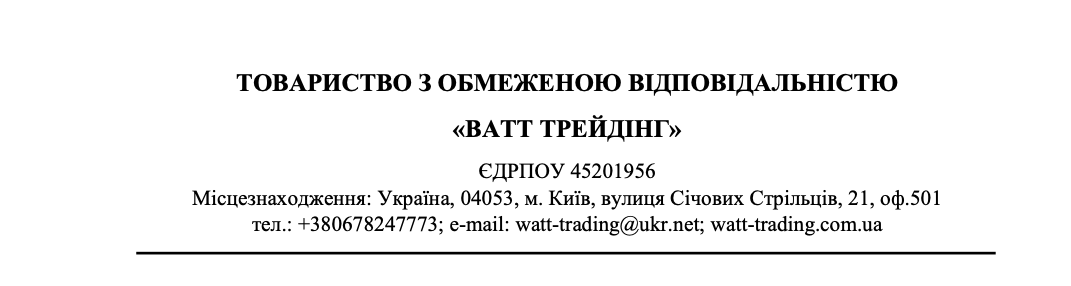 ТОВАРИСТВО З ОБМЕЖЕНОЮ ВІДПОВІДАЛЬНІСТЮ
«ВАТТ ТРЕЙДІНГ»
ЄДРПОУ 45201956
Місцезнаходження: Україна, 04053, м. Київ, вулиця Січових Стрільців, 21, оф.501
тел.: +380678247773; e-mail: watt-trading@ukr.net; watt-trading.com.ua